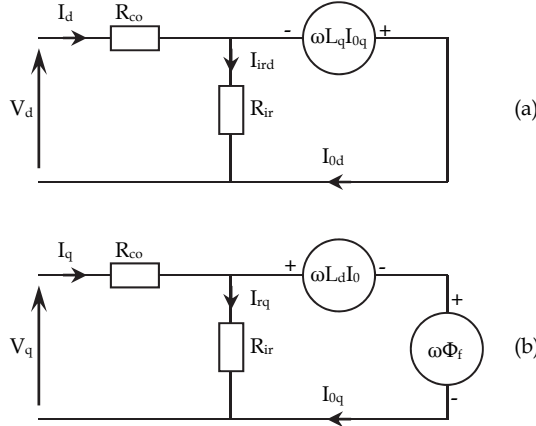 I_d R_co - ωL_qI_0q +
I_ird
V_d R_ir (a)
I_0d
I_q R_co + ωL_dI_0 -
I_rq +
V_q R_ir ωΦ_f (b)
I_0q -